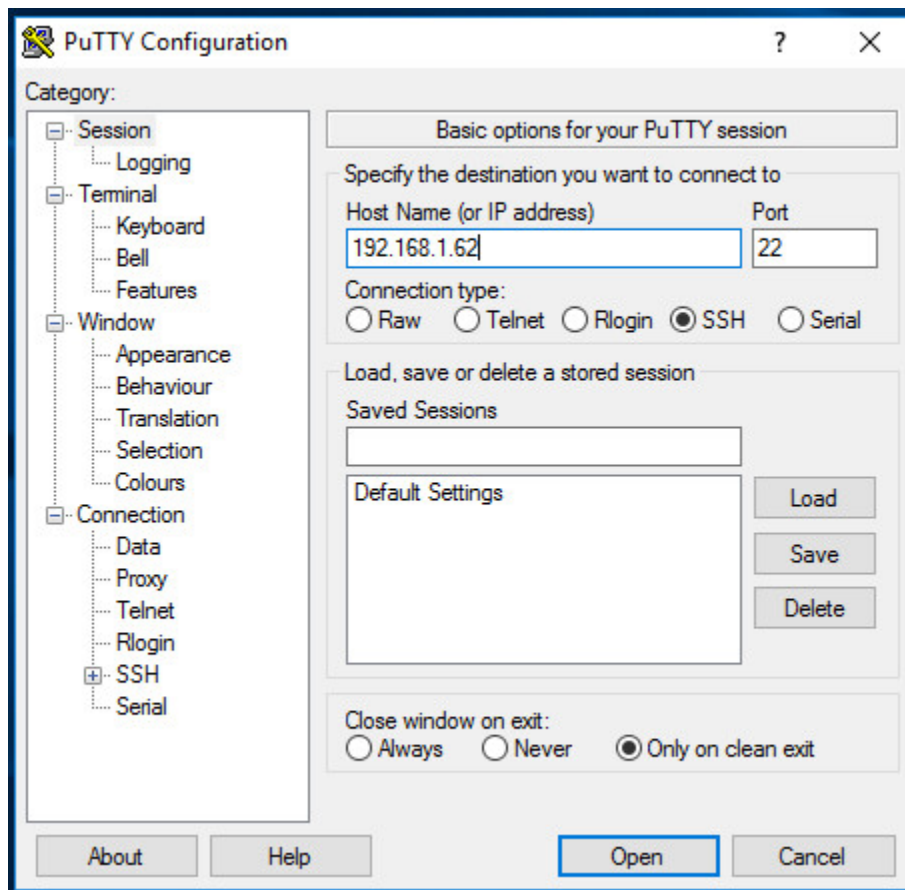 PuTTY Configuration
?
Category:
Session
Logging
Terminal
Keyboard
Bell
Features
Window
Appearance
Behaviour
Translation
Selection
Colours
Connection
Data
Proxy
Telnet
Rlogin
SSH
Serial
Basic options for your PuTTY session
Specify the destination you want to connect to
Host Name (or IP address) Port
192.168.1.62 22
Connection type:
Raw Telnet Rlogin SSH Serial
Load, save or delete a stored session
Saved Sessions
Default Settings
Load
Save
Delete
Close window on exit:
Always Never Only on clean exit
About Help Open Cancel